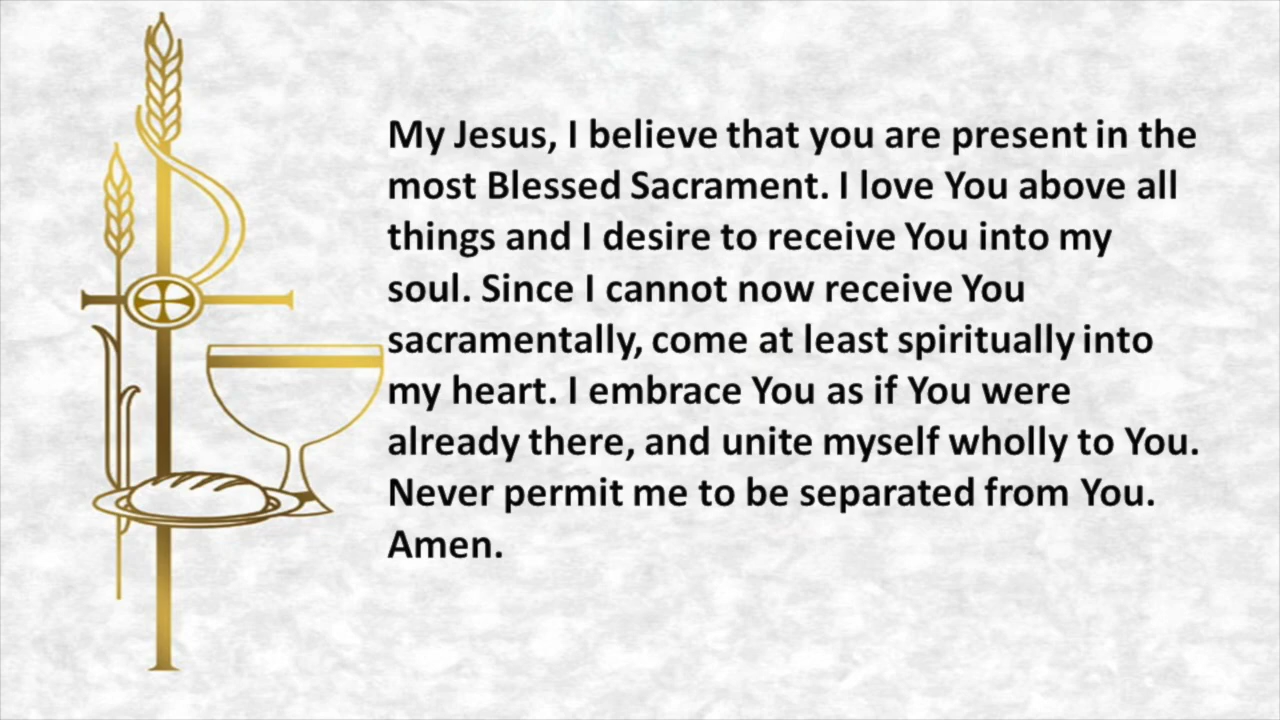 My Jesus, I believe that you are present in the
most Blessed Sacrament. I love You above all
things and I desire to receive You into my
soul. Since I cannot now receive You
sacramentally, come at least spiritually into
my heart. I embrace You as if You were
already there, and unite myself wholly to You.
Never permit me to be separated from You.
Amen.